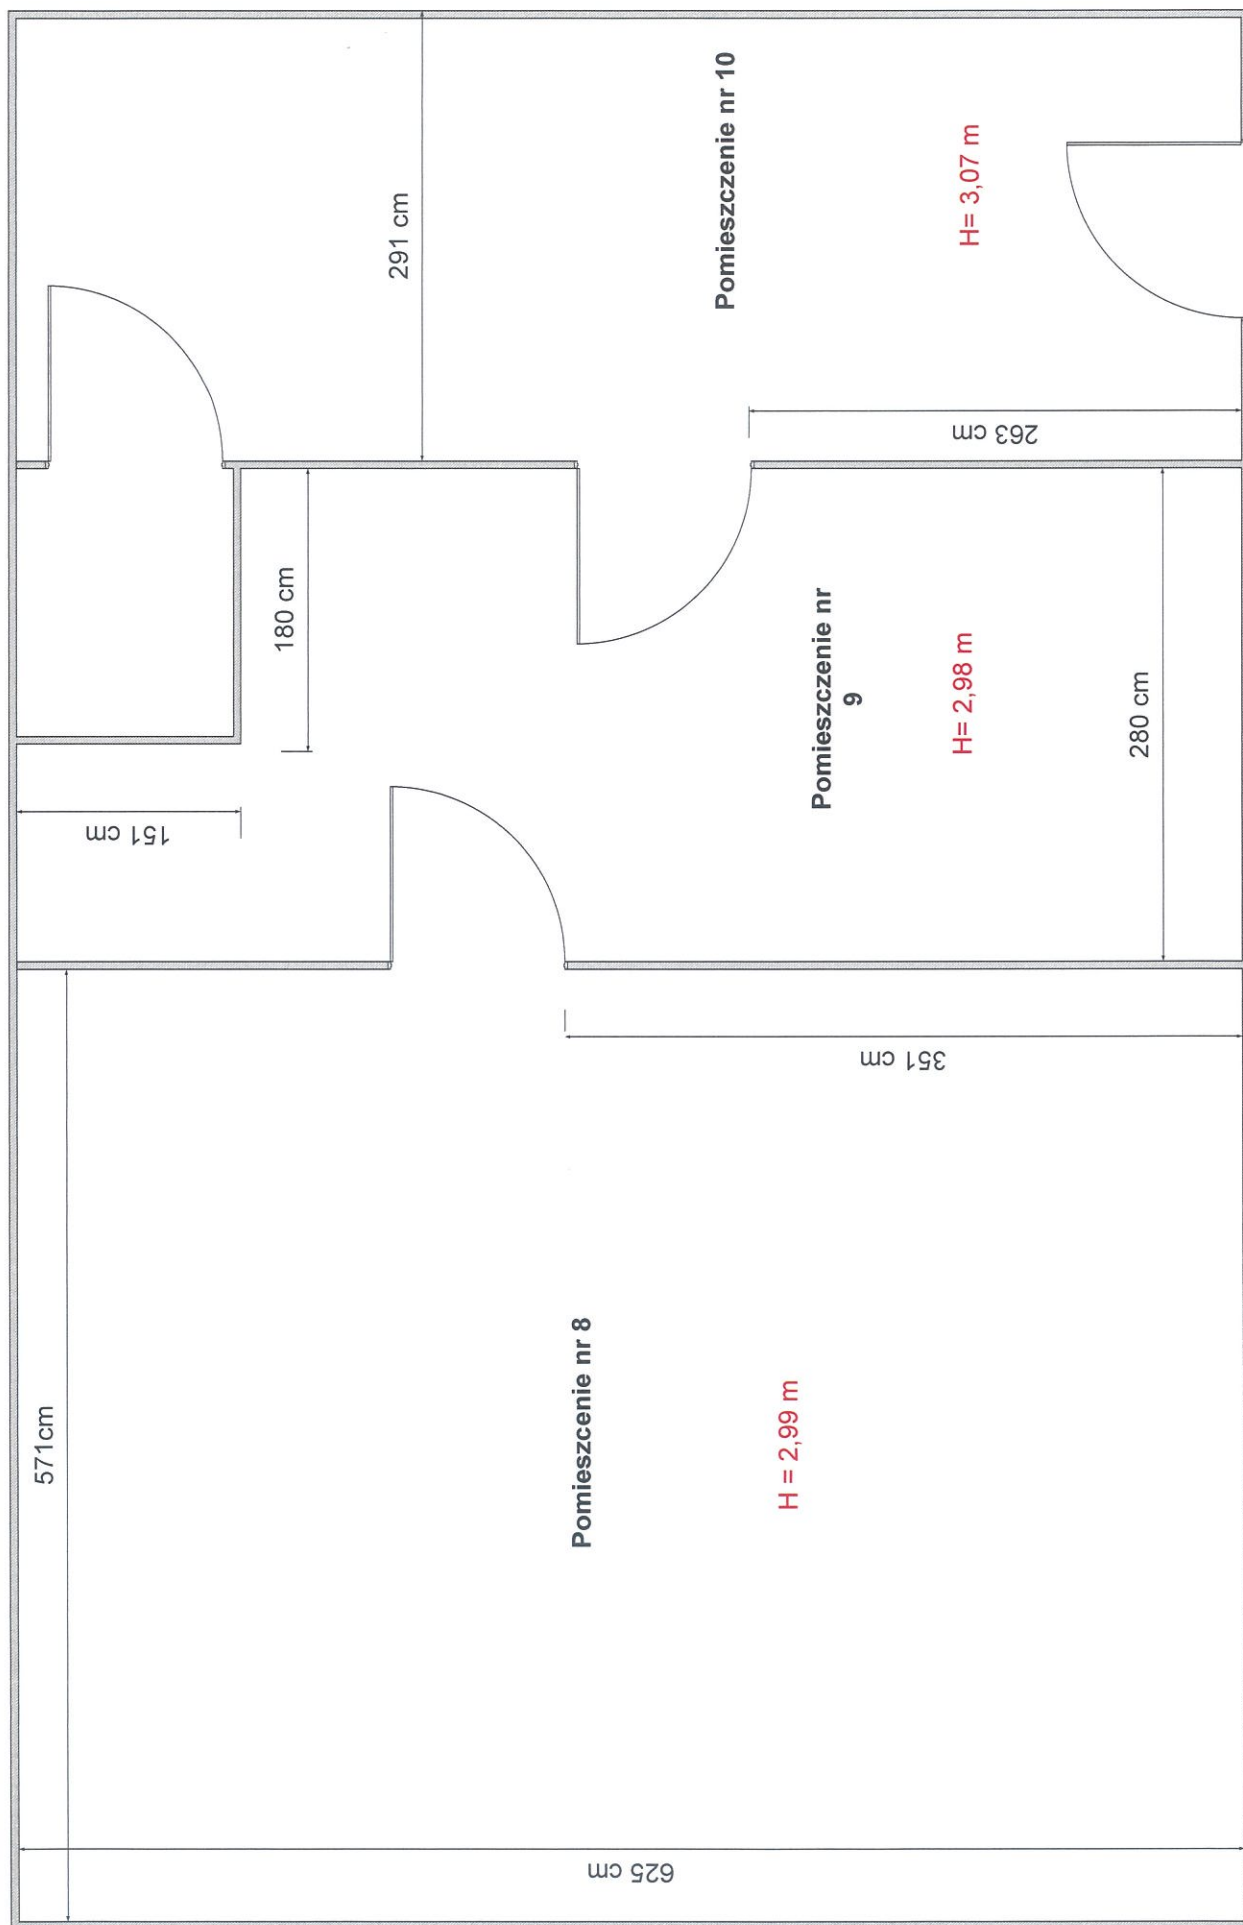 571cm
151 cm
180 cm
291 cm
Pomieszcenie nr 8
H = 2,99 m
625 cm
351 cm
Pomieszczenie nr
9
H= 2,98 m
280 cm
263 cm
Pomieszczenie nr 10
H= 3,07 m